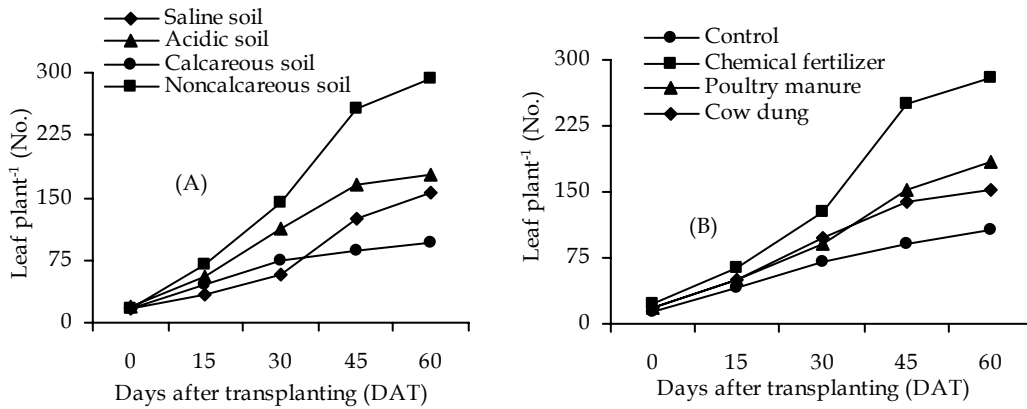 Saline soil
Acidic soil
Calcareous soil
Noncalcareous soil
300
225
150
75
0
Leaf plant-1 (No.)
(A)
0 15 30 45 60
Days after transplanting (DAT)
Control
Chemical fertilizer
Poultry manure
Cow dung
300
225
150
75
0
Leaf plant-1 (No.)
(B)
0 15 30 45 60
Days after transplanting (DAT)